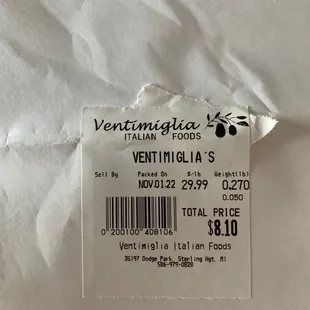 Ventimiglia
ITALIAN FOODS
VENTIMIGLIA'S
Sell By Packed On $/lb Weight(lb)
NOV.01.22 29.99 0.270
0.050
TOTAL PRICE
$8.10
0 200100 408106
Ventimiglia Italian Foods
35197 Dodge Park, Sterling Hgt, MI
586-979-0828